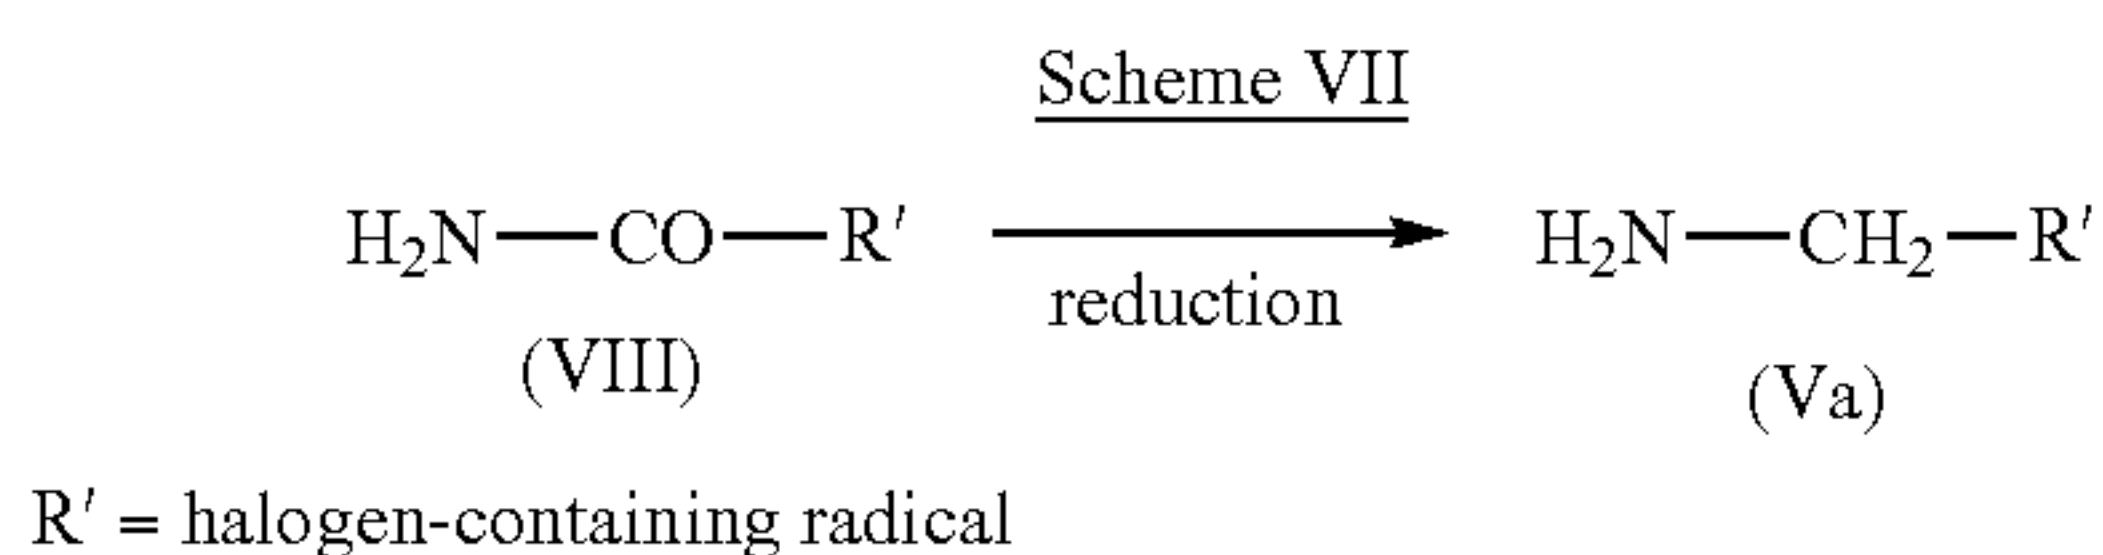 Scheme VII
H₂N—CO—R′ reduction H₂N—CH₂—R′
(VIII) (Va)
R′ = halogen-containing radical